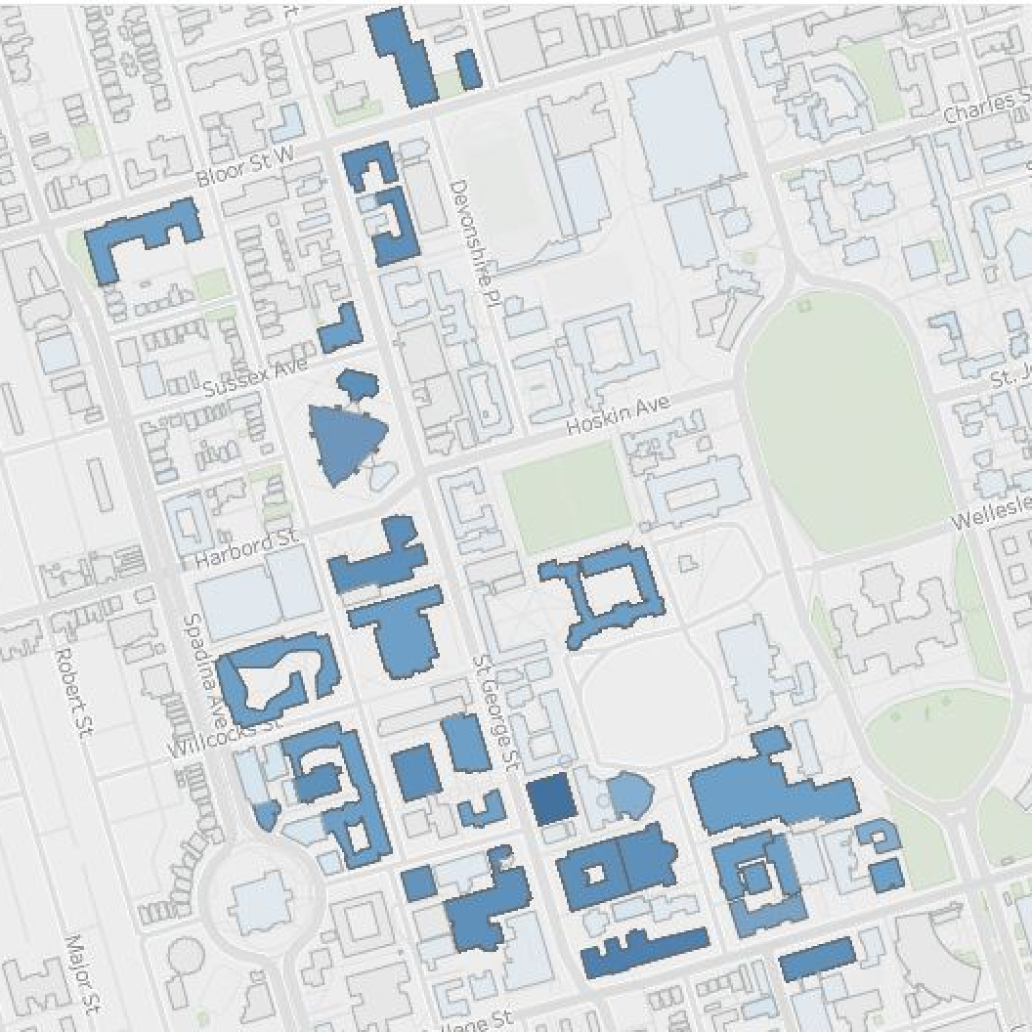 St
Charles S
Bloor St W
Devonshire Pl
Sussex Ave
St. J
Hoskin Ave
Wellesle
Harbord St
Spadina Ave
Robert St.
St George St
Willcocks St
Major St
llege St